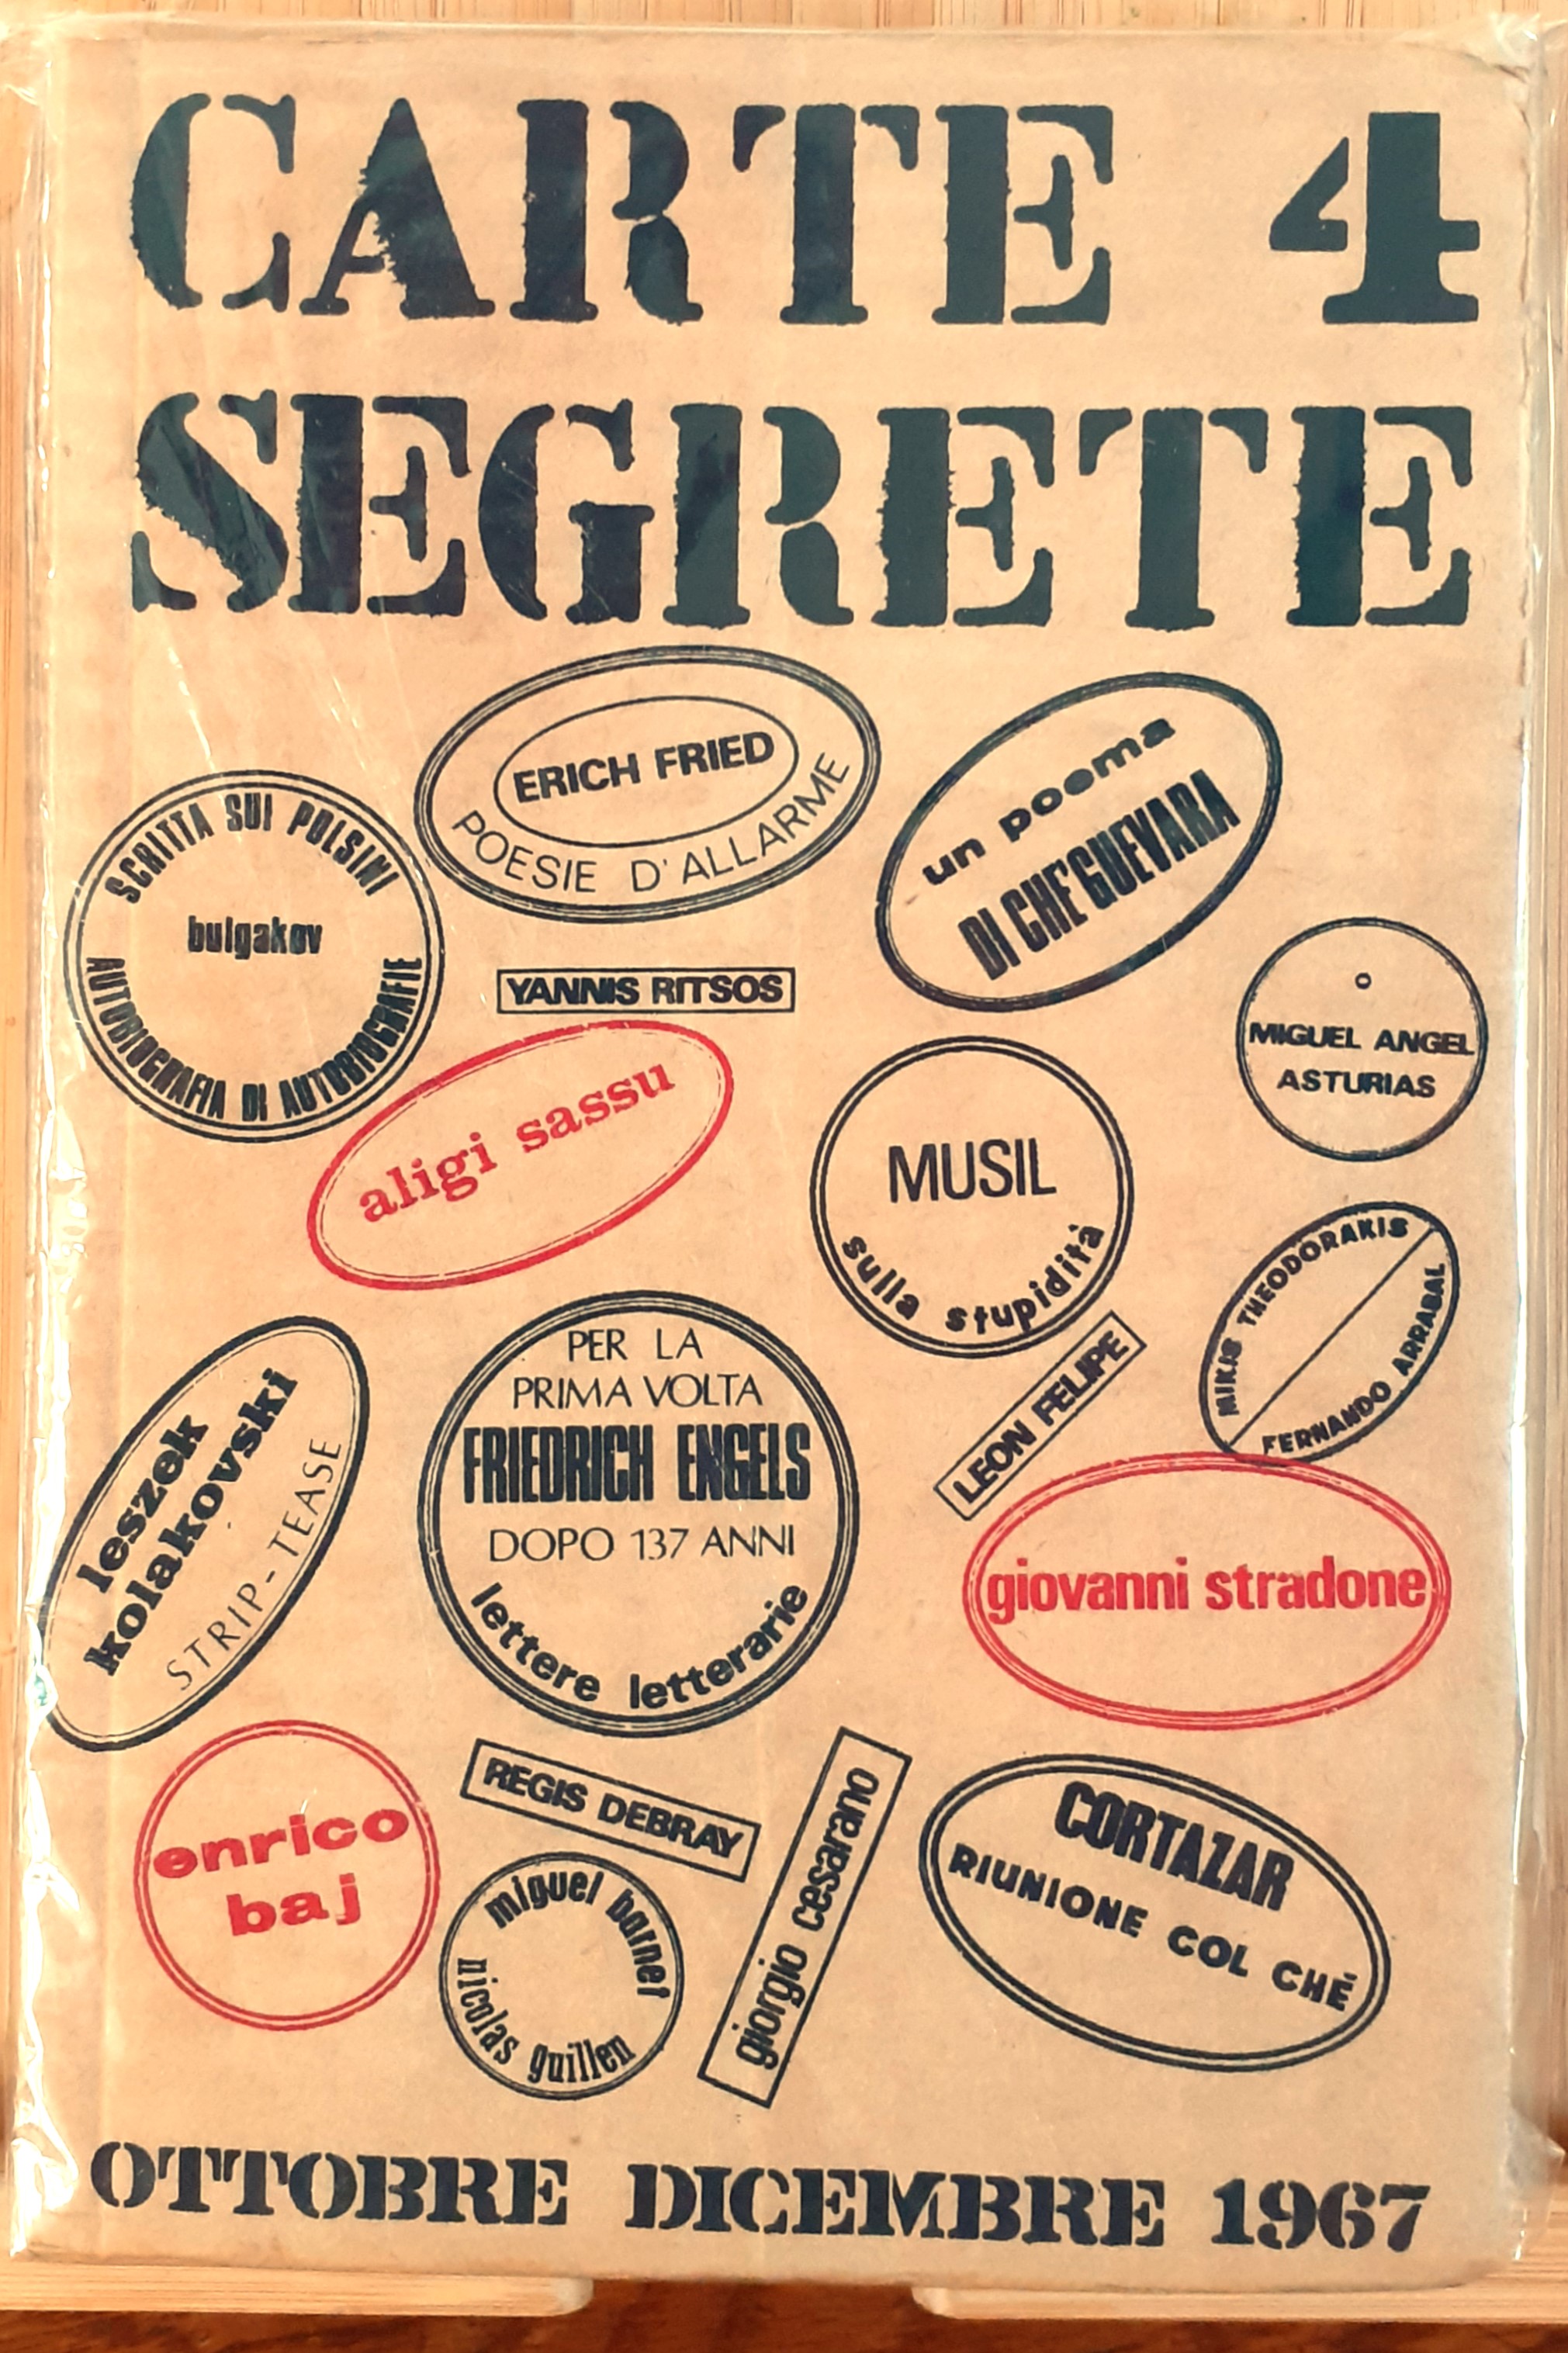 CARTE 4
SEGRETE
ERICH FRIED
POESIE D'ALLARME
un poema
DI CHE'GUEVARA
SCRITTA SUI POLSINI
bulgakov
AUTOBIOGRAFIA DI AUTOBIOGRAFIE
YANNIS RITSOS
MIGUEL ANGEL
ASTURIAS
aligi sassu
MUSIL
sulla stupidità
MIKIS THEODORAKIS
FERNANDO ARRABAL
leszek
kolakovski
STRIP-TEASE
PER LA
PRIMA VOLTA
FRIEDRICH ENGELS
DOPO 137 ANNI
lettere letterarie
LEON FELIPE
giovanni stradone
enrico
baj
REGIS DEBRAY
miguel barnet
nicolas guillen
giorgio cesarano
CORTAZAR
RIUNIONE COL CHÉ
OTTOBRE DICEMBRE 1967